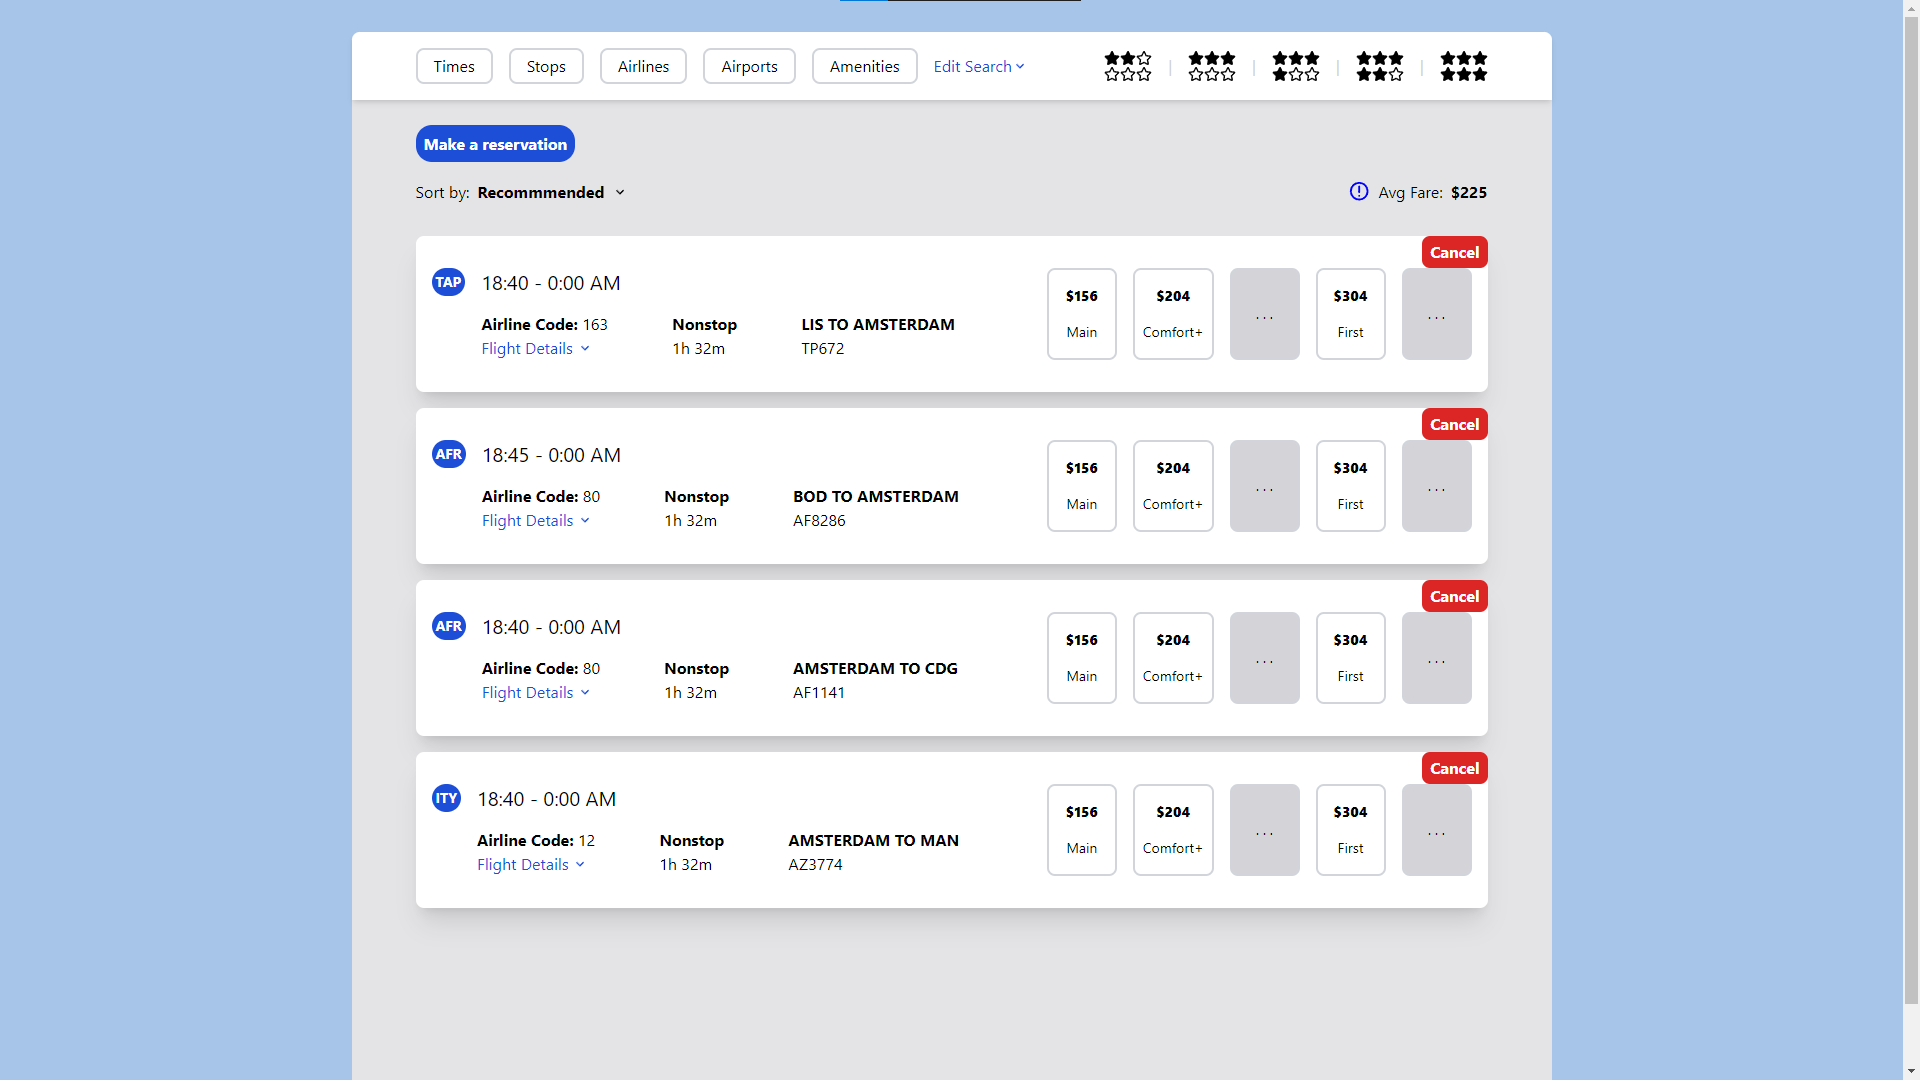 Times Stops Airlines Airports Amenities Edit Search
Make a reservation
Sort by: Recommmended Avg Fare: $225
Cancel
TAP 18:40 - 0:00 AM
Airline Code: 163 Nonstop LIS TO AMSTERDAM
Flight Details 1h 32m TP672
$156 $204 ... $304 ...
Main Comfort+ First
Cancel
AFR 18:45 - 0:00 AM
Airline Code: 80 Nonstop BOD TO AMSTERDAM
Flight Details 1h 32m AF8286
$156 $204 ... $304 ...
Main Comfort+ First
Cancel
AFR 18:40 - 0:00 AM
Airline Code: 80 Nonstop AMSTERDAM TO CDG
Flight Details 1h 32m AF1141
$156 $204 ... $304 ...
Main Comfort+ First
Cancel
ITY 18:40 - 0:00 AM
Airline Code: 12 Nonstop AMSTERDAM TO MAN
Flight Details 1h 32m AZ3774
$156 $204 ... $304 ...
Main Comfort+ First